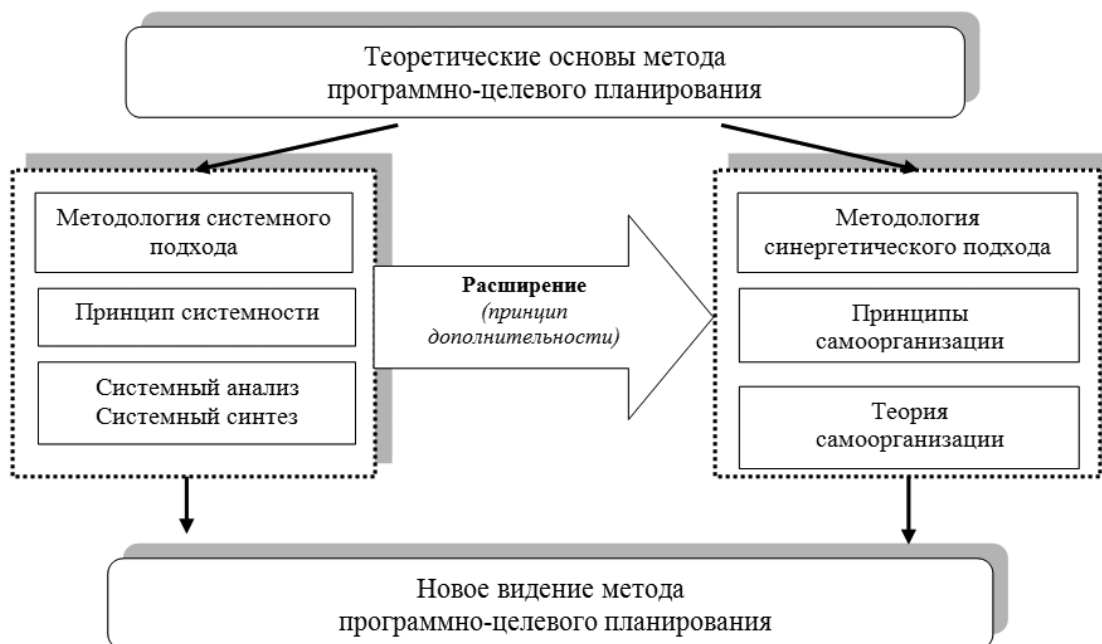 Теоретические основы метода
программно-целевого планирования
Методология системного
подхода
Принцип системности
Системный анализ
Системный синтез
Расширение
(принцип
дополнительности)
Методология
синергетического подхода
Принципы
самоорганизации
Теория
самоорганизации
Новое видение метода
программно-целевого планирования